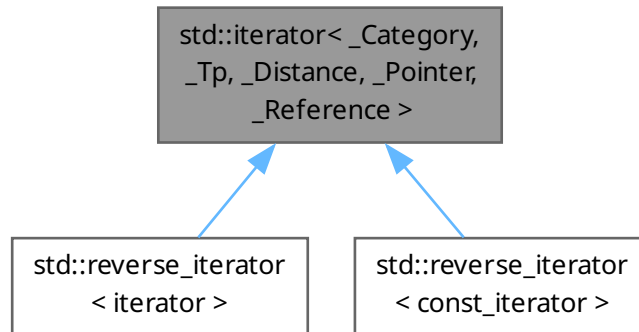 std::iterator< _Category,
_Tp, _Distance, _Pointer,
_Reference >
std::reverse_iterator
< iterator >
std::reverse_iterator
< const_iterator >